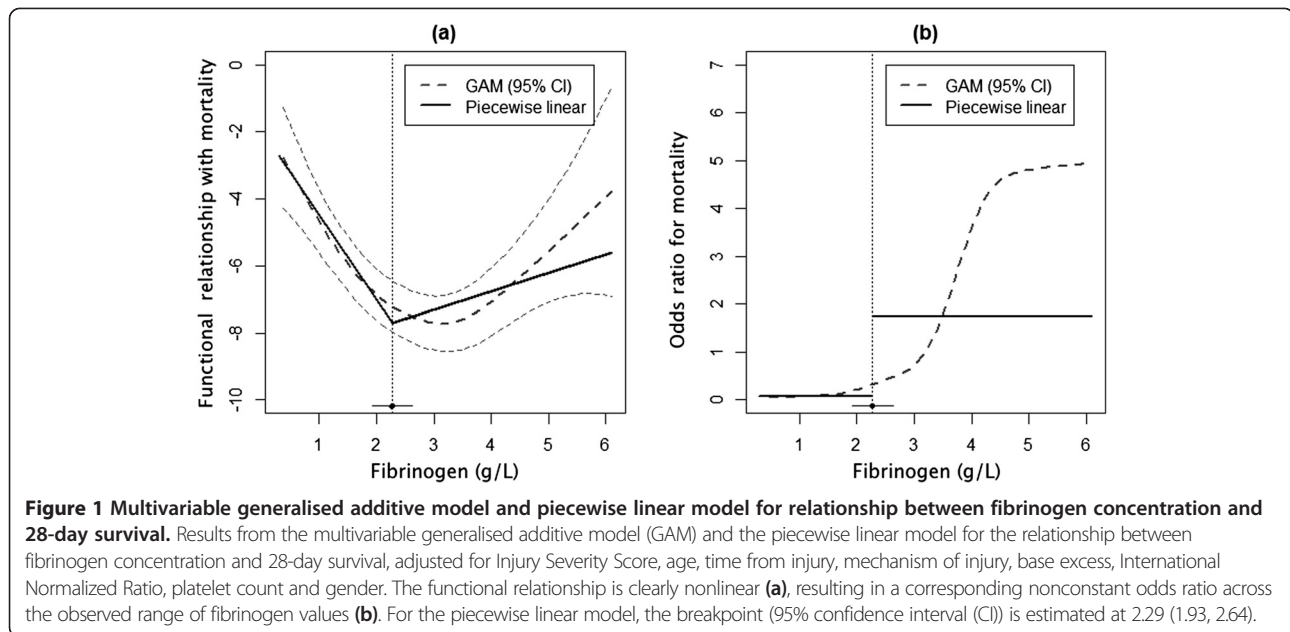 (a)
Functional relationship with mortality
0
-2
-4
-6
-8
-10
GAM (95% CI)
Piecewise linear
1 2 3 4 5 6
Fibrinogen (g/L)
(b)
Odds ratio for mortality
7
6
5
4
3
2
1
0
GAM (95% CI)
Piecewise linear
1 2 3 4 5 6
Fibrinogen (g/L)
Figure 1 Multivariable generalised additive model and piecewise linear model for relationship between fibrinogen concentration and
28-day survival. Results from the multivariable generalised additive model (GAM) and the piecewise linear model for the relationship between
fibrinogen concentration and 28-day survival, adjusted for Injury Severity Score, age, time from injury, mechanism of injury, base excess, International
Normalized Ratio, platelet count and gender. The functional relationship is clearly nonlinear (a), resulting in a corresponding nonconstant odds ratio across
the observed range of fibrinogen values (b). For the piecewise linear model, the breakpoint (95% confidence interval (CI)) is estimated at 2.29 (1.93, 2.64).